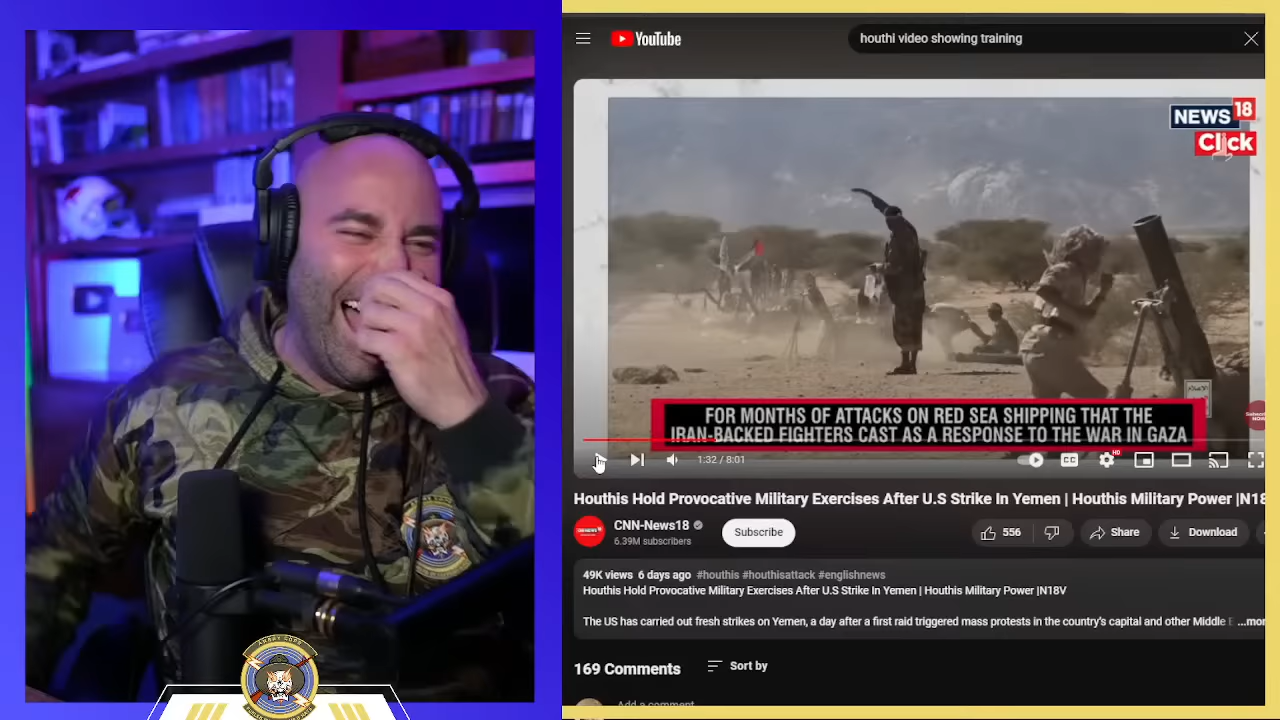 YouTube
houthi video showing training
NEWS 18
Click
FOR MONTHS OF ATTACKS ON RED SEA SHIPPING THAT THE
IRAN-BACKED FIGHTERS CAST AS A RESPONSE TO THE WAR IN GAZA
1:32 / 8:01
CC
HD
Houthis Hold Provocative Military Exercises After U.S Strike In Yemen | Houthis Military Power |N18
CNN-News18
6.39M subscribers
Subscribe
556
Share
Download
49K views 6 days ago #houthis #houthisattack #englishnews
Houthis Hold Provocative Military Exercises After U.S Strike in Yemen | Houthis Military Power |N18V
The US has carried out fresh strikes on Yemen, a day after a first raid triggered mass protests in the country's capital and other Middle E ...mor
169 Comments
Sort by
Add a comment
ANGRY COPS